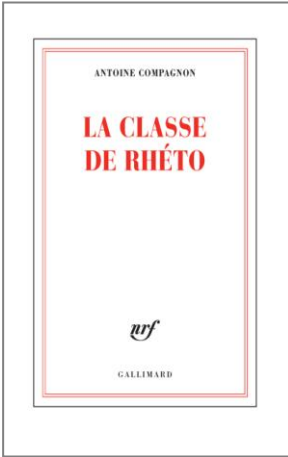 ANTOINE COMPAGNON
LA CLASSE
DE RHÉTO
nrf
GALLIMARD